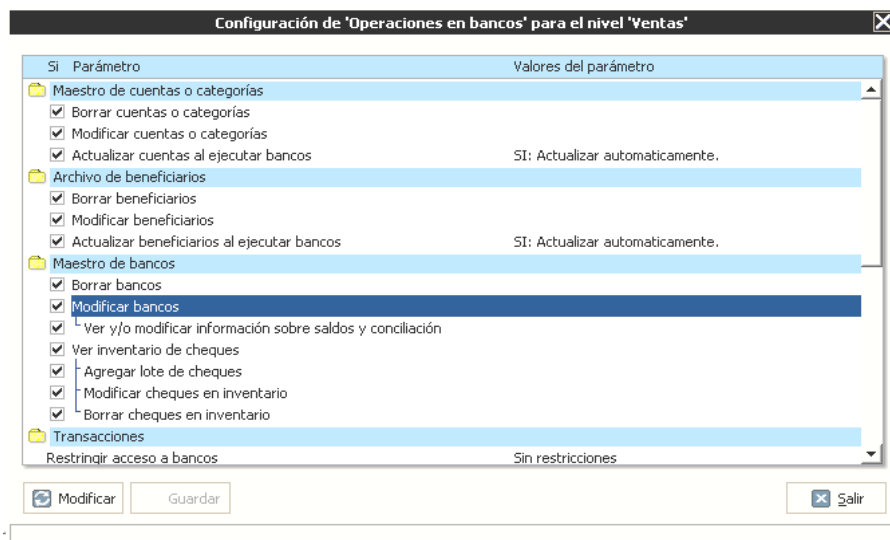 Configuración de 'Operaciones en bancos' para el nivel 'Ventas'
Si Parámetro Valores del parámetro
Maestro de cuentas o categorías
Borrar cuentas o categorías
Modificar cuentas o categorías
Actualizar cuentas al ejecutar bancos SI: Actualizar automaticamente.
Archivo de beneficiarios
Borrar beneficiarios
Modificar beneficiarios
Actualizar beneficiarios al ejecutar bancos SI: Actualizar automaticamente.
Maestro de bancos
Borrar bancos
Modificar bancos
Ver y/o modificar información sobre saldos y conciliación
Ver inventario de cheques
Agregar lote de cheques
Modificar cheques en inventario
Borrar cheques en inventario
Transacciones
Restringir acceso a bancos Sin restricciones
Modificar Guardar Salir